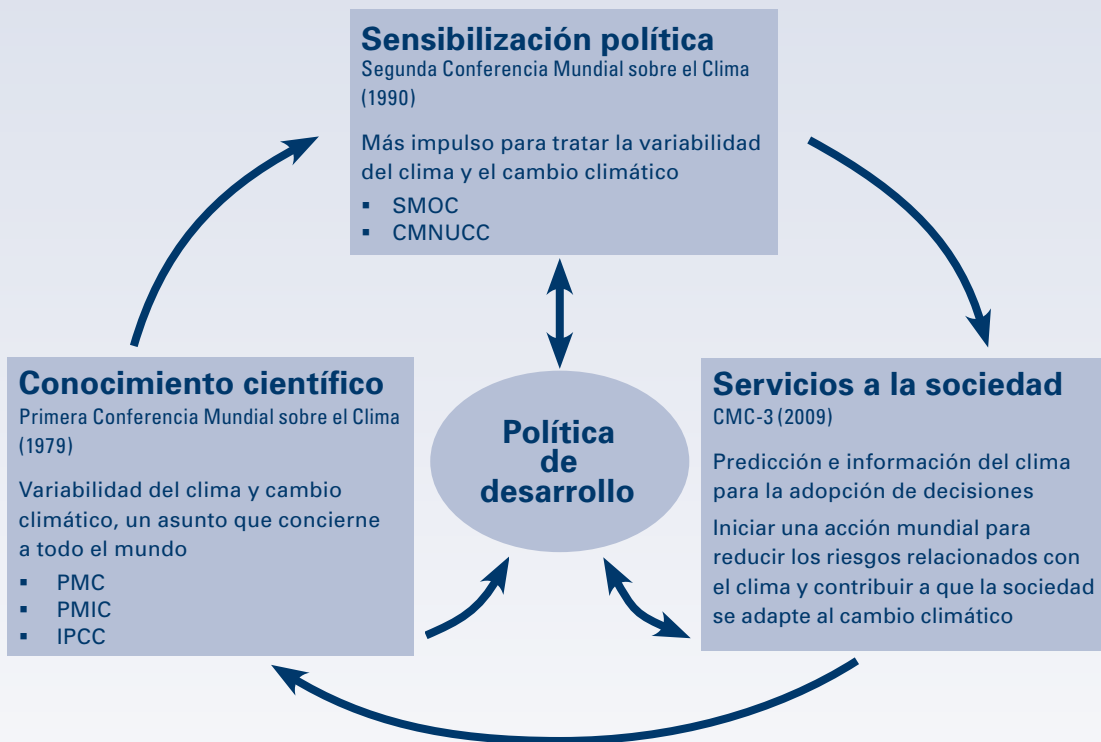 Sensibilización política
Segunda Conferencia Mundial sobre el Clima
(1990)
Más impulso para tratar la variabilidad
del clima y el cambio climático
▪ SMOC
▪ CMNUCC
Conocimiento científico
Primera Conferencia Mundial sobre el Clima
(1979)
Variabilidad del clima y cambio
climático, un asunto que concierne
a todo el mundo
▪ PMC
▪ PMIC
▪ IPCC
Política
de
desarrollo
Servicios a la sociedad
CMC-3 (2009)
Predicción e información del clima
para la adopción de decisiones
Iniciar una acción mundial para
reducir los riesgos relacionados con
el clima y contribuir a que la sociedad
se adapte al cambio climático